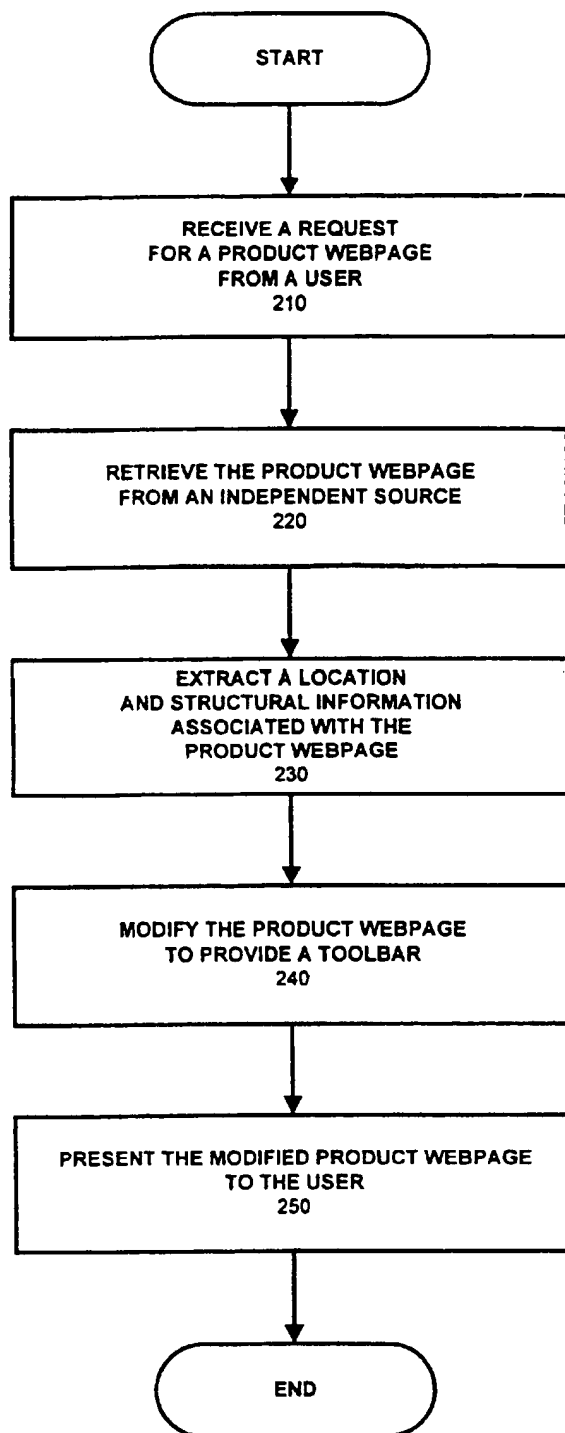 START
RECEIVE A REQUEST
FOR A PRODUCT WEBPAGE
FROM A USER
210
RETRIEVE THE PRODUCT WEBPAGE
FROM AN INDEPENDENT SOURCE
220
EXTRACT A LOCATION
AND STRUCTURAL INFORMATION
ASSOCIATED WITH THE
PRODUCT WEBPAGE
230
MODIFY THE PRODUCT WEBPAGE
TO PROVIDE A TOOLBAR
240
PRESENT THE MODIFIED PRODUCT WEBPAGE
TO THE USER
250
END